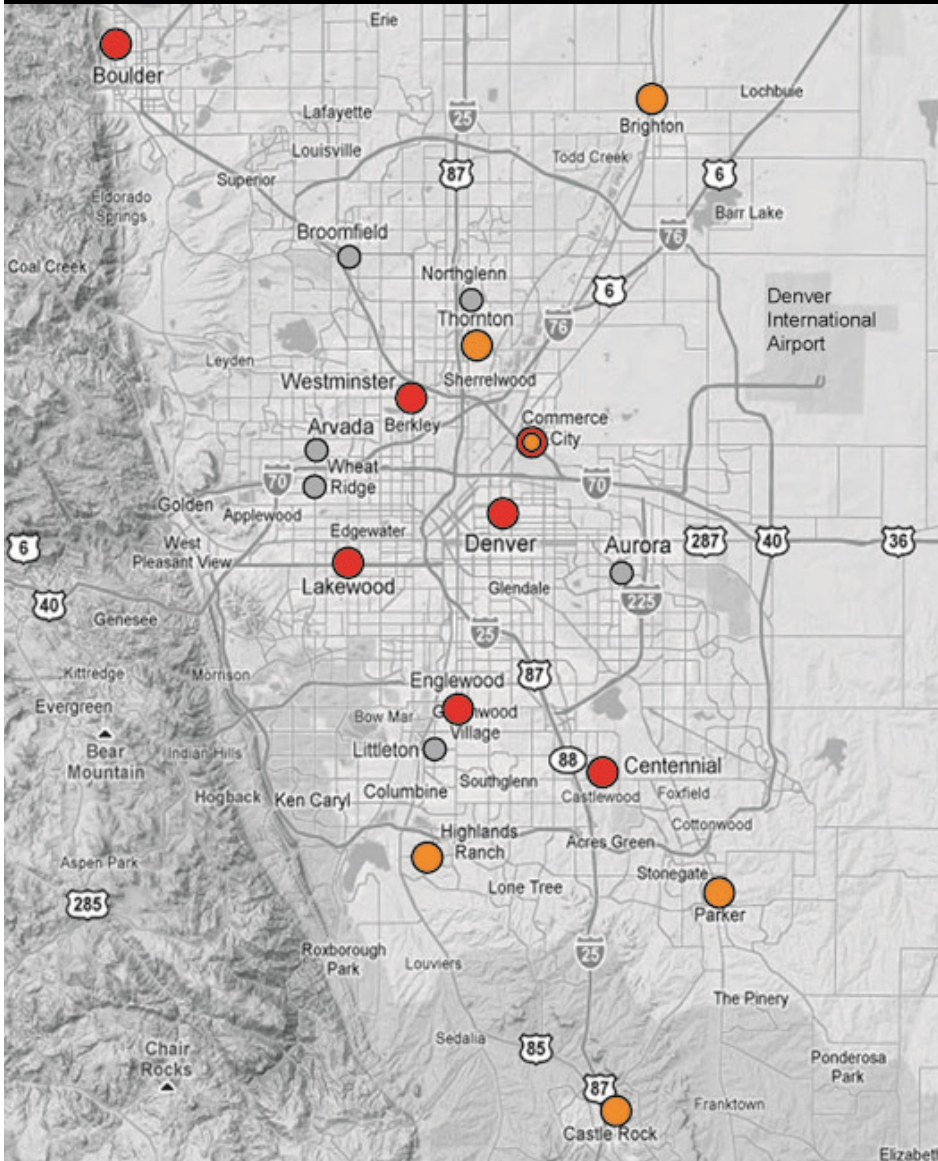 Erie
Boulder
Lochbuie
Lafayette
25
Brighton
Louisville
Todd Creek
87
6
Superior
Eldorado
Springs
Barr Lake
Broomfield
76
Coal Creek
Northglenn
6
Denver
International
Airport
Thornton
76
Leyden
Westminster
Sherrelwood
Berkley
Commerce
City
Arvada
Wheat
Ridge
70
70
Golden
Applewood
Edgewater
Denver
Aurora
287
40
36
6
West
Pleasant View
Lakewood
Glendale
225
40
Genesee
25
Kittredge
Morrison
87
Englewood
Evergreen
Bow Mar
Village
Bear
Mountain
Indian Hills
Littleton
88
Centennial
Southglenn
Hogback
Ken Caryl
Columbine
Castlewood
Foxfield
Cottonwood
Highlands
Ranch
Acres Green
Aspen Park
Stonegate
Lone Tree
285
Parker
Roxborough
Park
Louviers
25
The Pinery
Sedalia
85
Chair
Rocks
Ponderosa
Park
87
Franktown
Castle Rock
Elizabeth